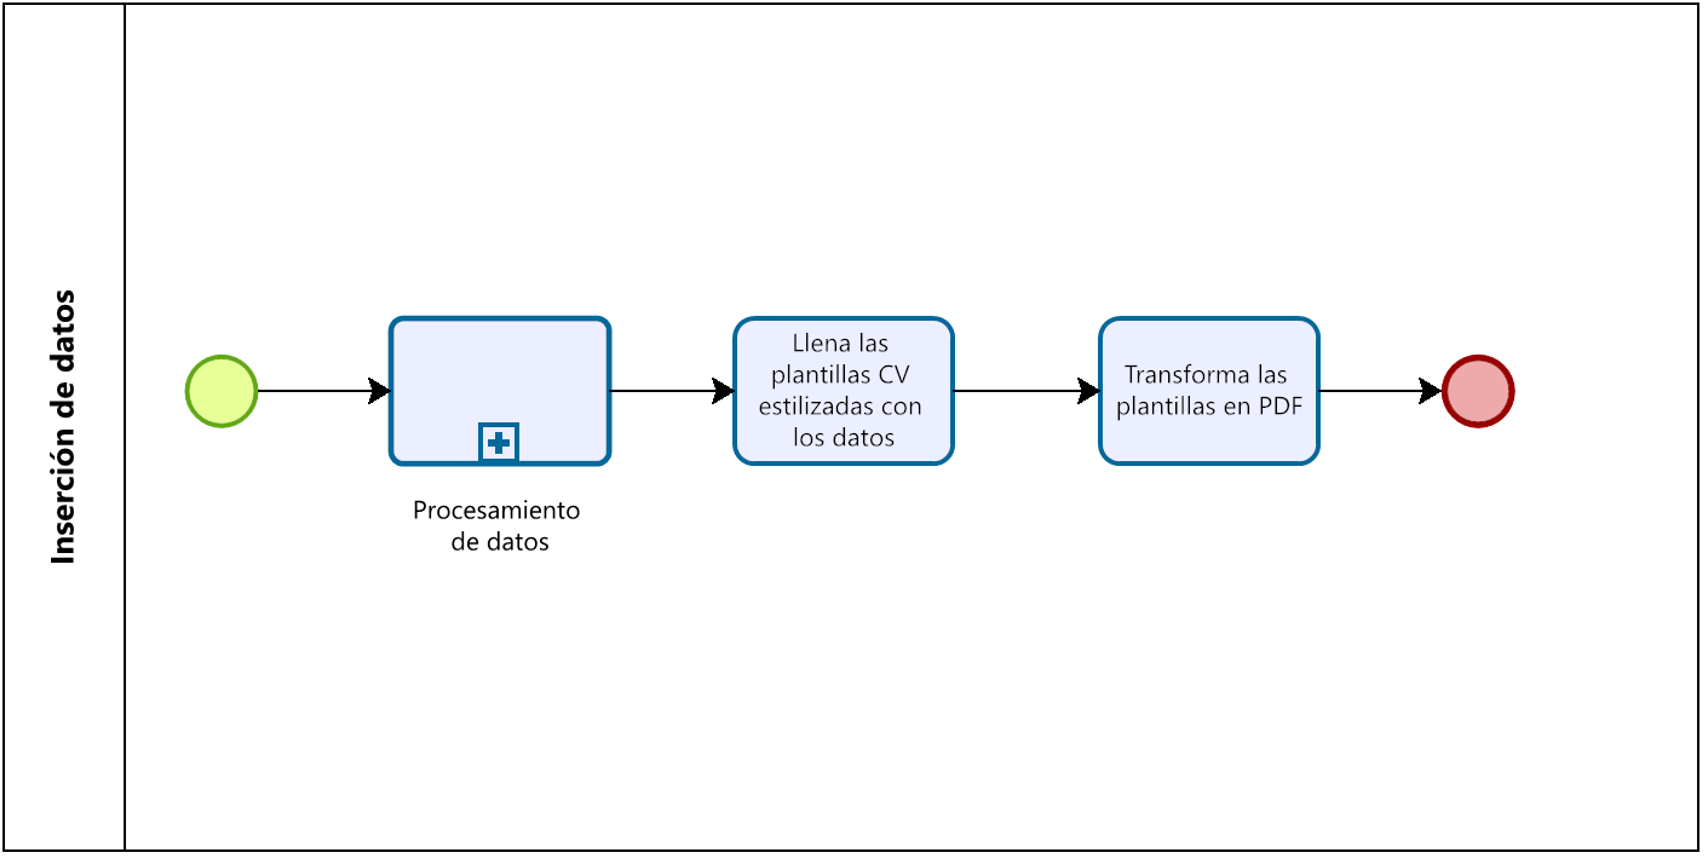 Inserción de datos
Procesamiento
de datos
Llena las
plantillas CV
estilizadas con
los datos
Transforma las
plantillas en PDF